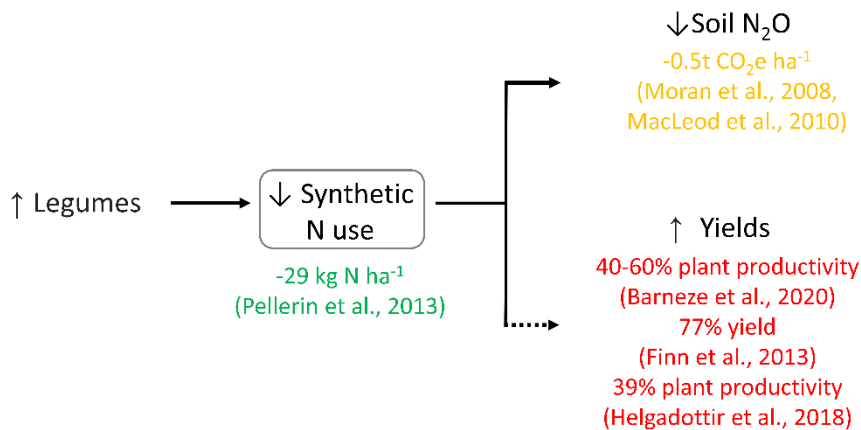 ↑ Legumes
↓ Synthetic
N use
-29 kg N ha⁻¹
(Pellerin et al., 2013)
↓Soil N₂O
-0.5t CO₂e ha⁻¹
(Moran et al., 2008,
MacLeod et al., 2010)
↑ Yields
40-60% plant productivity
(Barneze et al., 2020)
77% yield
(Finn et al., 2013)
39% plant productivity
(Helgadottir et al., 2018)